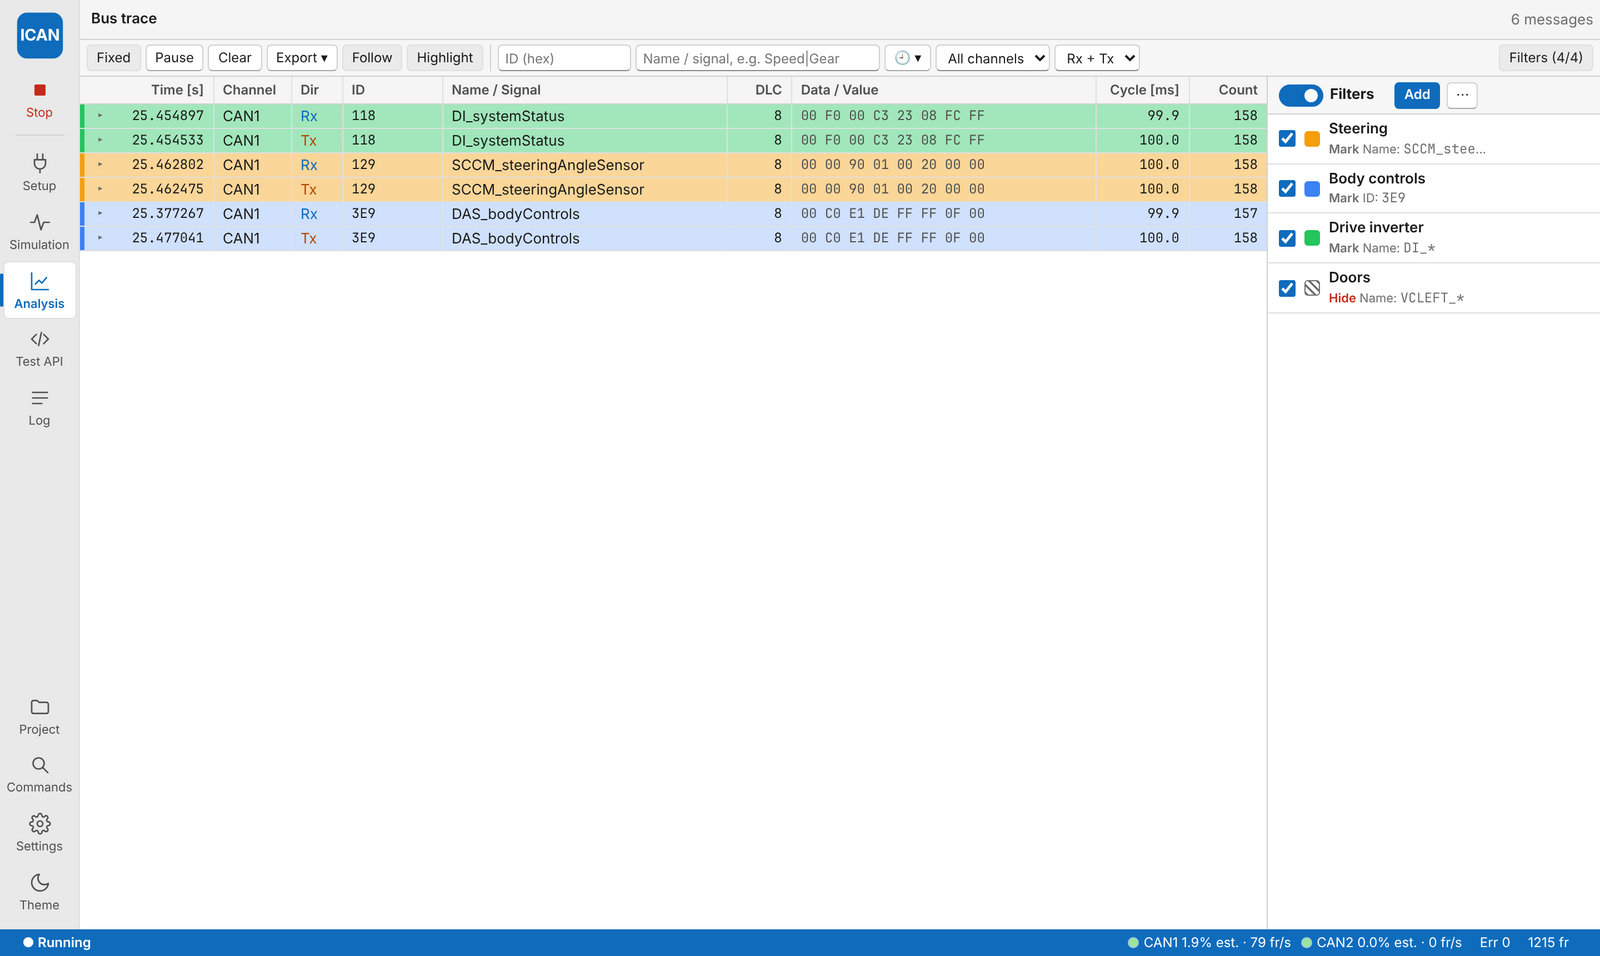 ICAN
Bus trace
6 messages
Stop
Setup
Simulation
Analysis
Test API
Log
Project
Commands
Settings
Theme
Fixed Pause Clear Export ▾ Follow Highlight ID (hex) Name / signal, e.g. Speed|Gear ▾ All channels Rx + Tx Filters (4/4)
Time [s] Channel Dir ID Name / Signal DLC Data / Value Cycle [ms] Count
25.454897 CAN1 Rx 118 DI_systemStatus 8 00 F0 00 C3 23 08 FC FF 99.9 158
25.454533 CAN1 Tx 118 DI_systemStatus 8 00 F0 00 C3 23 08 FC FF 100.0 158
25.462802 CAN1 Rx 129 SCCM_steeringAngleSensor 8 00 00 90 01 00 20 00 00 100.0 158
25.462475 CAN1 Tx 129 SCCM_steeringAngleSensor 8 00 00 90 01 00 20 00 00 100.0 158
25.377267 CAN1 Rx 3E9 DAS_bodyControls 8 00 C0 E1 DE FF FF 0F 00 99.9 157
25.477041 CAN1 Tx 3E9 DAS_bodyControls 8 00 C0 E1 DE FF FF 0F 00 100.0 158
Filters Add ...
Steering
Mark Name: SCCM_stee...
Body controls
Mark ID: 3E9
Drive inverter
Mark Name: DI_*
Doors
Hide Name: VCLEFT_*
Running
CAN1 1.9% est. · 79 fr/s CAN2 0.0% est. · 0 fr/s Err 0 1215 fr